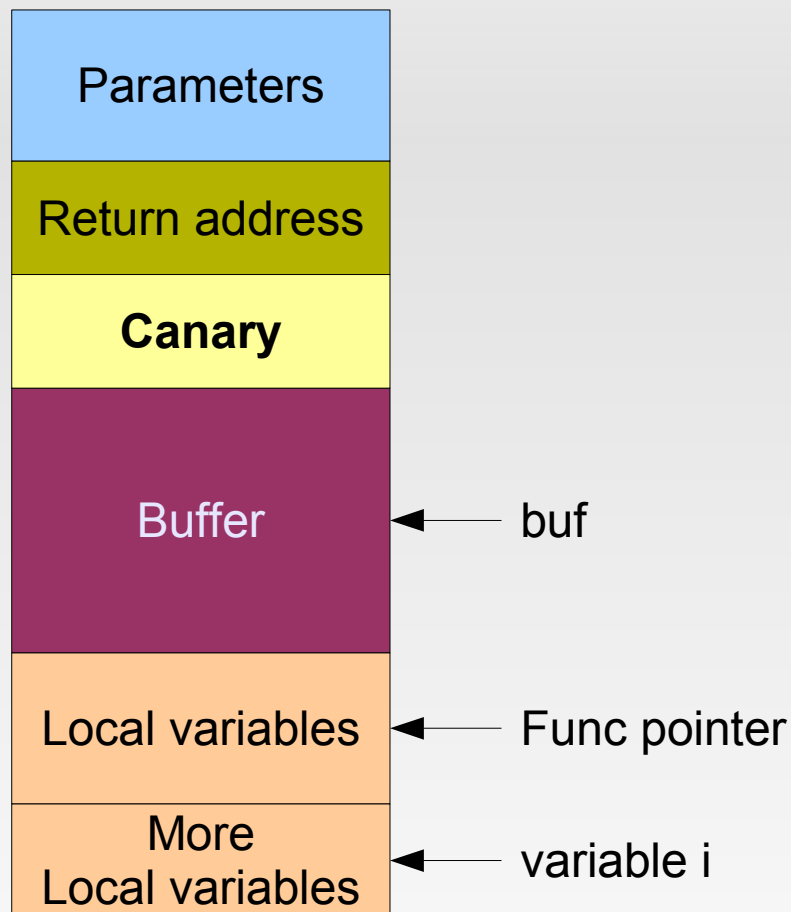 Parameters
Return address
Canary
Buffer
buf
Local variables
Func pointer
More
Local variables
variable i